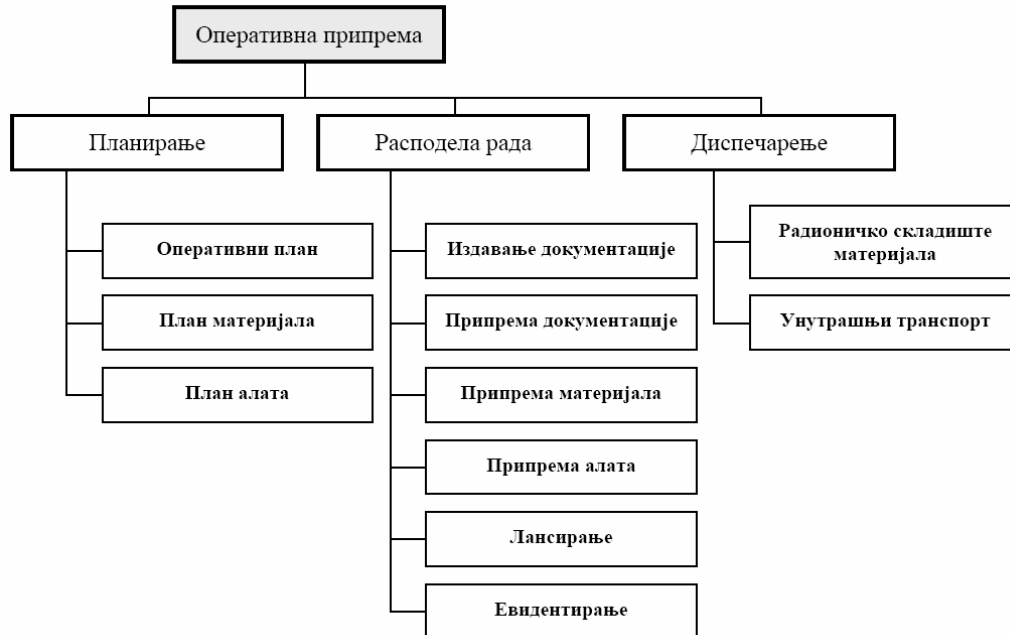 Оперативна припрема
Планирање
Расподела рада
Диспечарење
Оперативни план
План материјала
План алата
Издавање документације
Припрема документације
Припрема материјала
Припрема алата
Лансирање
Евидентирање
Радионичко складиште
материјала
Унутрашњи транспорт